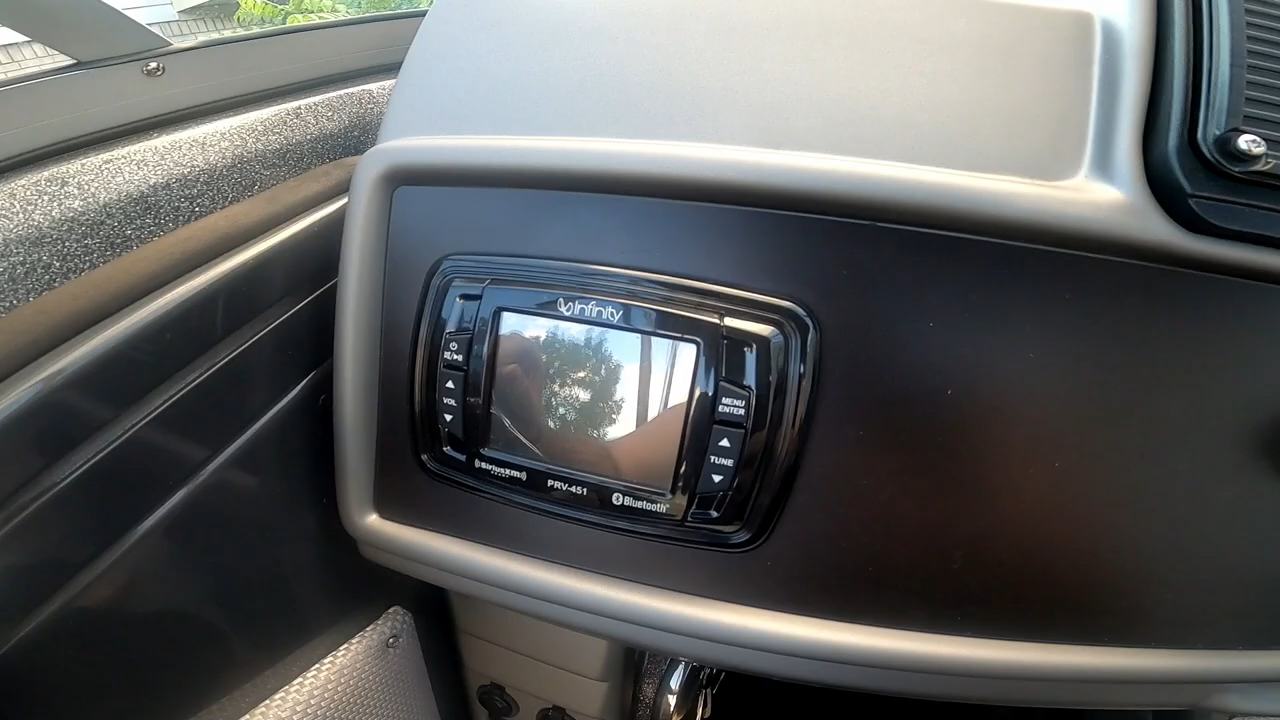 Infinity
VOL
MENU
ENTER
TUNE
SiriusXM
PRV-451
Bluetooth